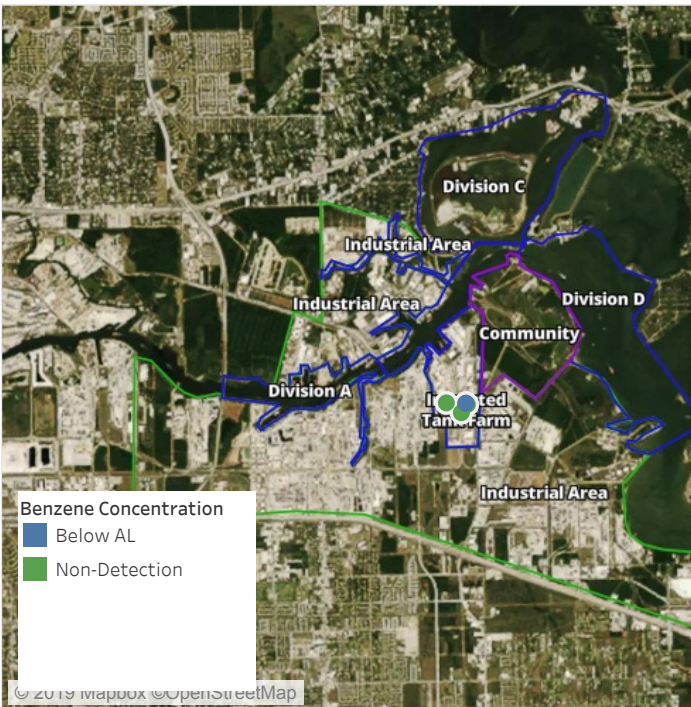 Division C
Industrial Area
Division D
Industrial Area
Community
Division A
Tank Farm
Industrial Area
Benzene Concentration
Below AL
Non-Detection
© 2019 Mapbox ©OpenStreetMap